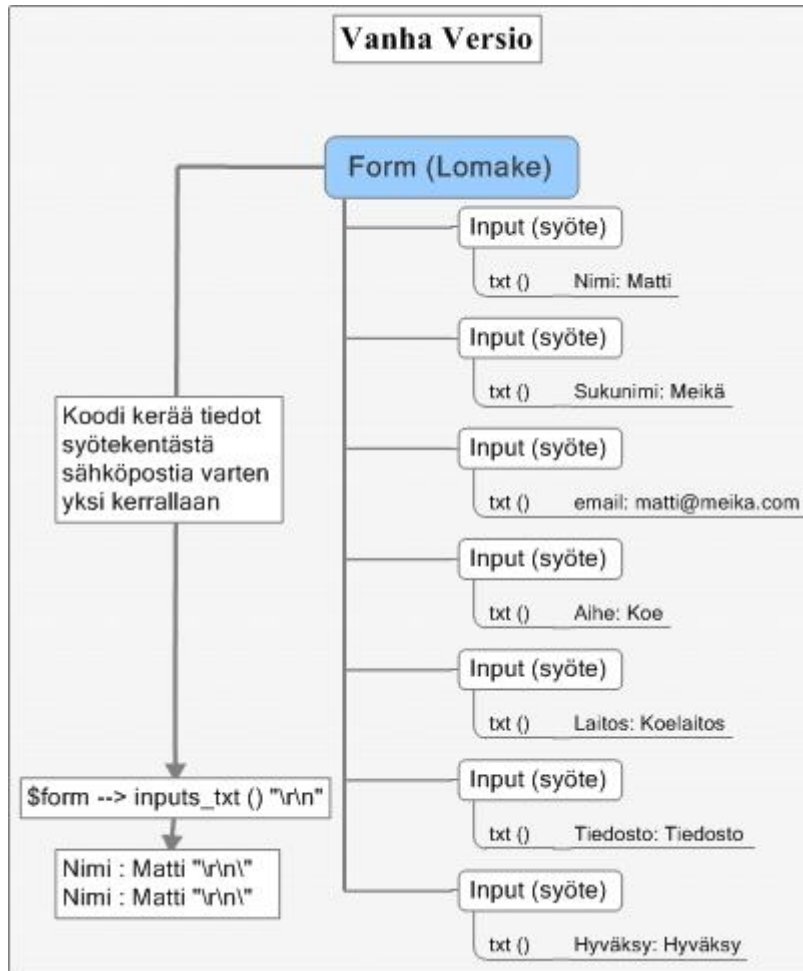 Vanha Versio
Form (Lomake)
Input (syöte)
txt () Nimi: Matti
Input (syöte)
txt () Sukunimi: Meikä
Input (syöte)
txt () email: matti@meika.com
Input (syöte)
txt () Aihe: Koe
Input (syöte)
txt () Laitos: Koelaitos
Input (syöte)
txt () Tiedosto: Tiedosto
Input (syöte)
txt () Hyväksy: Hyväksy
Koodi kerää tiedot
syötekentästä
sähköpostia varten
yksi kerrallaan
$form --> inputs_txt () "\r\n"
Nimi : Matti "\r\n\"
Nimi : Matti "\r\n\"